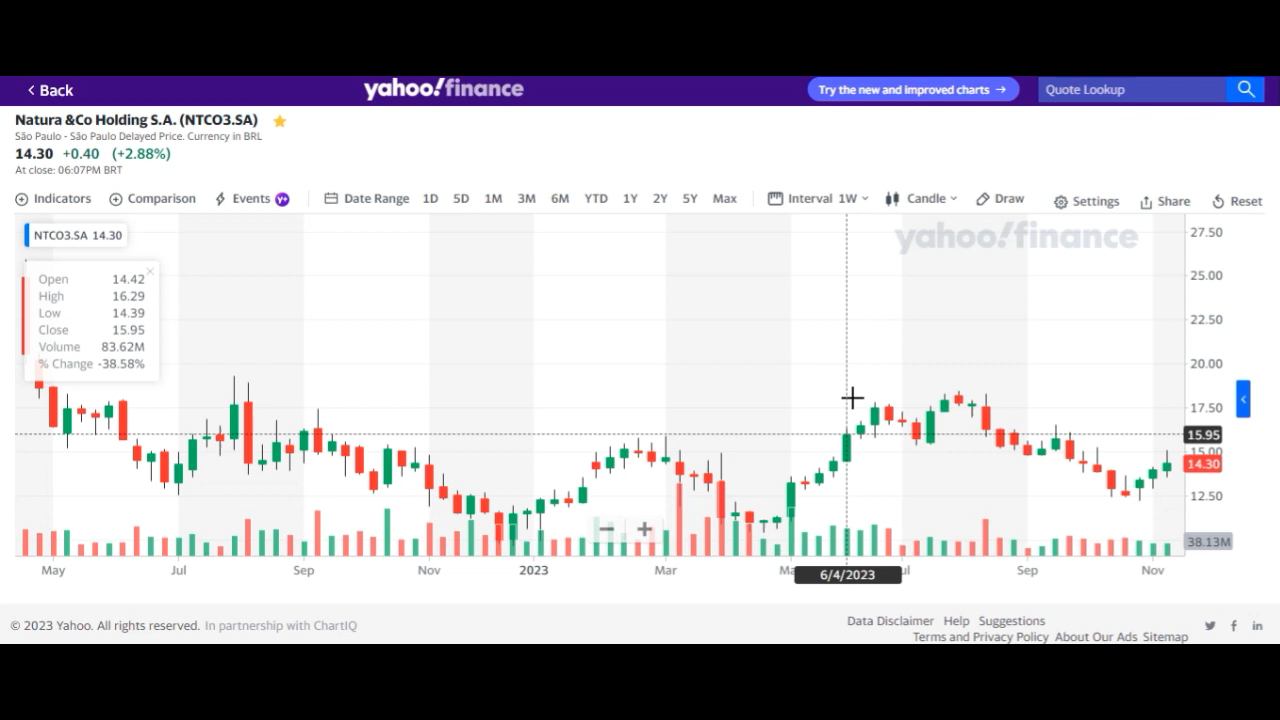 < Back
yahoo!finance
Try the new and improved charts →
Quote Lookup
Natura &Co Holding S.A. (NTCO3.SA)
São Paulo - São Paulo Delayed Price. Currency in BRL
14.30 +0.40 (+2.88%)
At close: 06:07PM BRT
Indicators Comparison Events Y+ Date Range 1D 5D 1M 3M 6M YTD 1Y 2Y 5Y Max Interval 1W Candle Draw Settings Share Reset
NTCO3.SA 14.30
yahoo!finance
Open 14.42
High 16.29
Low 14.39
Close 15.95
Volume 83.62M
% Change -38.58%
27.50
25.00
22.50
20.00
17.50
15.95
15.00
14.30
12.50
38.13M
May Jul Sep Nov 2023 Mar 6/4/2023 Sep Nov
© 2023 Yahoo. All rights reserved. In partnership with ChartIQ
Data Disclaimer Help Suggestions
Terms and Privacy Policy About Our Ads Sitemap